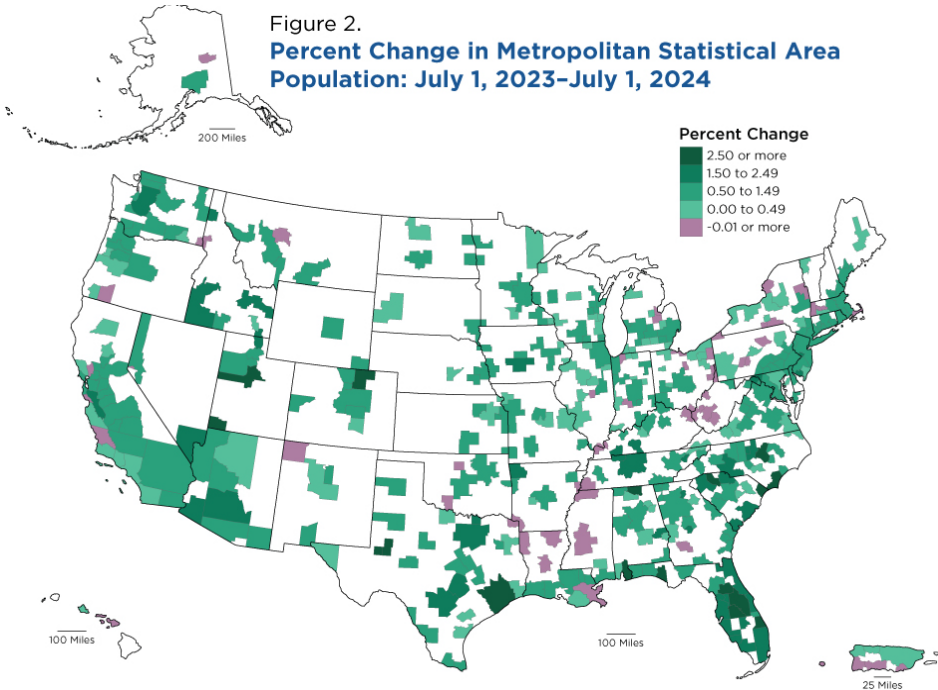 Figure 2.
Percent Change in Metropolitan Statistical Area
Population: July 1, 2023–July 1, 2024
200 Miles
Percent Change
2.50 or more
1.50 to 2.49
0.50 to 1.49
0.00 to 0.49
-0.01 or more
100 Miles
100 Miles
25 Miles